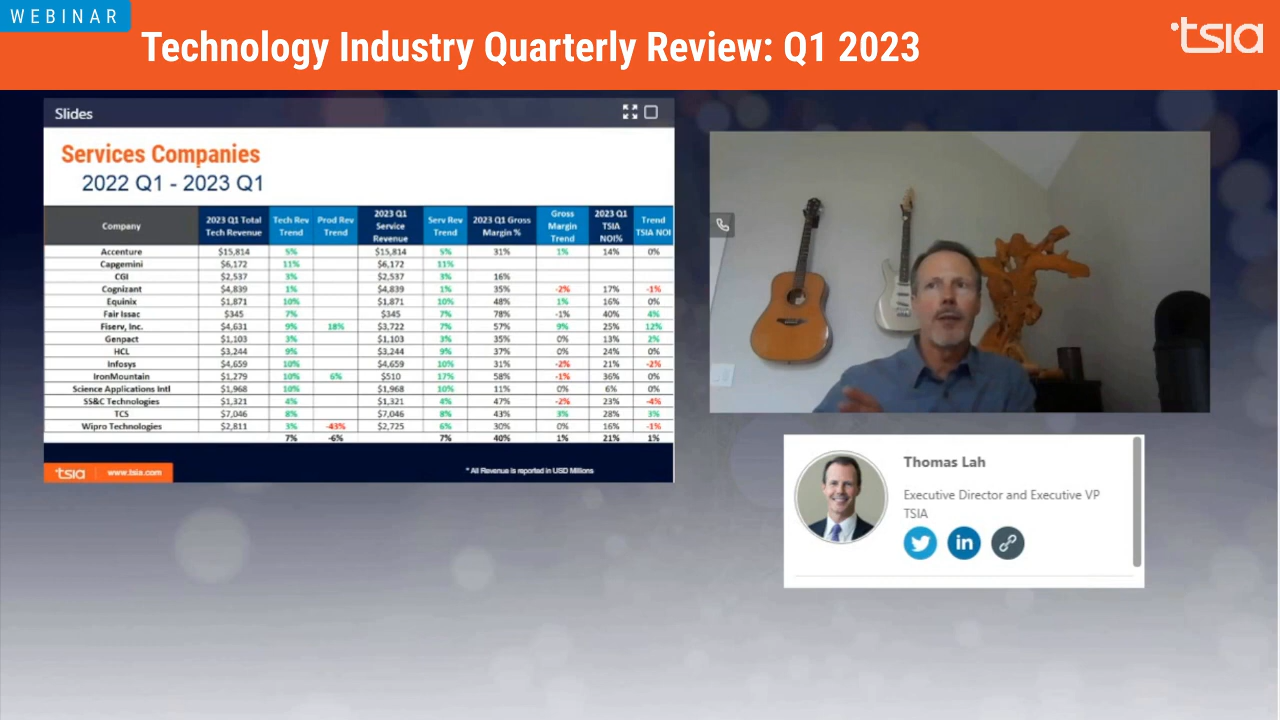 WEBINAR
Technology Industry Quarterly Review: Q1 2023
tsia
Slides
Services Companies
2022 Q1 - 2023 Q1
Company 2023 Q1 Total Tech Revenue Tech Rev Trend Prod Rev Trend 2023 Q1 Service Revenue Serv Rev Trend 2023 Q1 Gross Margin % Gross Margin Trend 2023 Q1 TSIA NOI% Trend TSIA NOI
Accenture $15,814 5% $15,814 5% 31% 1% 14% 0%
Capgemini $6,172 11% $6,172 11%
CGI $2,537 3% $2,537 3% 16%
Cognizant $4,839 1% $4,839 1% 35% -2% 17% -1%
Equinix $1,871 10% $1,871 10% 48% 1% 16% 0%
Fair Issac $345 7% $345 7% 78% -1% 40% 4%
Fiserv, Inc. $4,631 9% 18% $3,722 7% 57% 9% 25% 12%
Genpact $1,103 3% $1,103 3% 35% 0% 13% 2%
HCL $3,244 9% $3,244 9% 37% 0% 24% 0%
Infosys $4,659 10% $4,659 10% 31% -2% 21% -2%
IronMountain $1,279 10% 6% $510 17% 58% -1% 36% 0%
Science Applications Intl $1,968 10% $1,968 10% 11% 0% 6% 0%
SS&C Technologies $1,321 4% $1,321 4% 47% -2% 23% -4%
TCS $7,046 8% $7,046 8% 43% 3% 28% 3%
Wipro Technologies $2,811 3% -43% $2,725 6% 30% 0% 16% -1%
7% -6% 7% 40% 1% 21% 1%
tsia www.tsia.com
* All Revenue is reported in USD Millions
Thomas Lah
Executive Director and Executive VP
TSIA
in